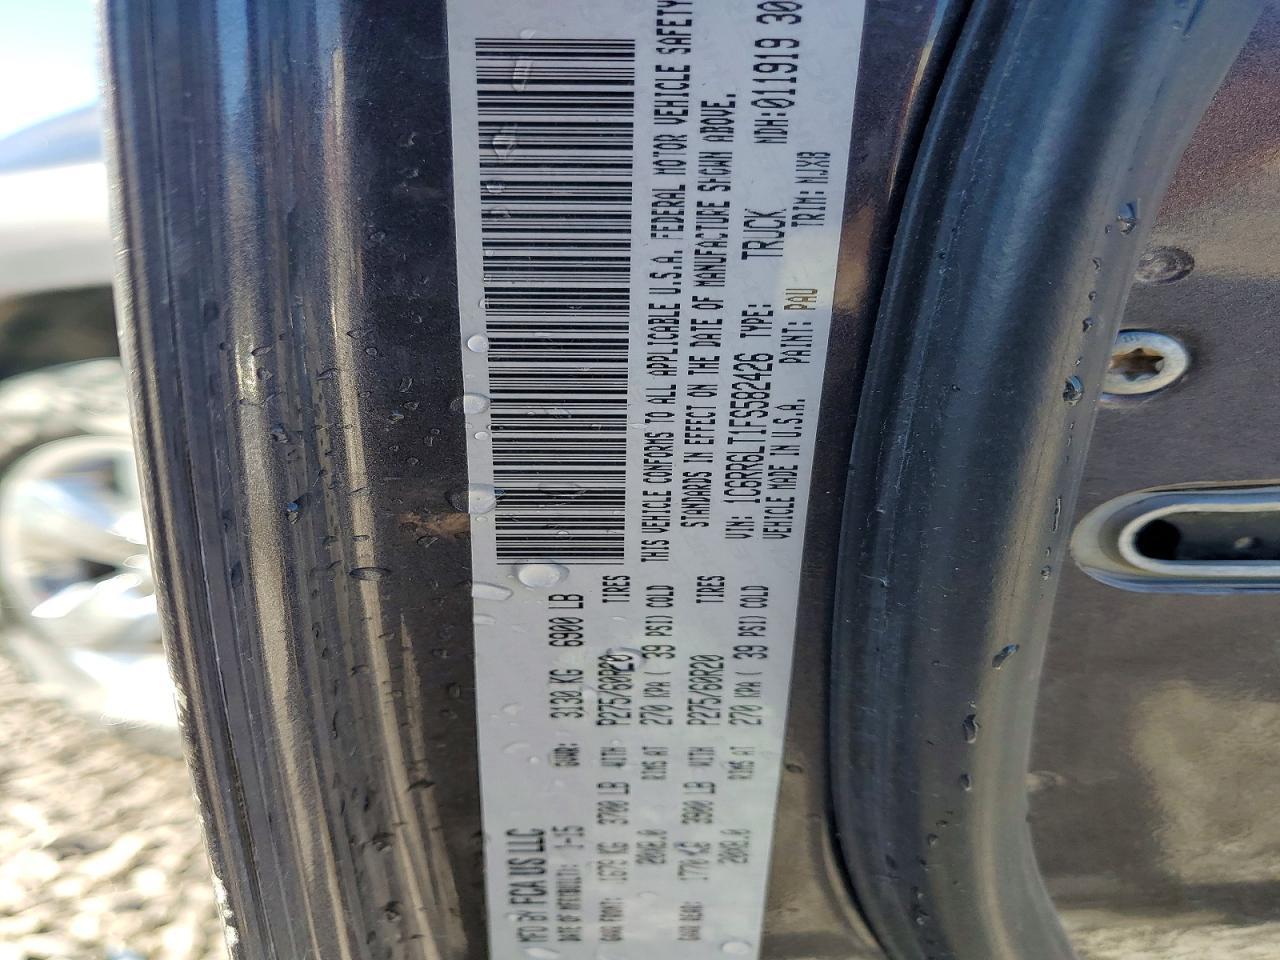 MFD BY FCA US LLC
DATE OF MFR/BUILT: 1-15 GVWR: 3130 KG 6900 LB
GAWR FRONT: 1678 KG 3700 LB WITH P275/60R20 TIRES
20X8.0 RIMS AT 270 KPA ( 39 PSI) COLD
GAWR REAR: 1770 KG 3900 LB WITH P275/60R20 TIRES
20X8.0 RIMS AT 270 KPA ( 39 PSI) COLD
THIS VEHICLE CONFORMS TO ALL APPLICABLE U.S.A. FEDERAL MOTOR VEHICLE SAFETY
STANDARDS IN EFFECT ON THE DATE OF MANUFACTURE SHOWN ABOVE.
VIN: 1C6RR6LT1FS582426 TYPE: TRUCK MDH: 011919 30
VEHICLE MADE IN U.S.A. PAINT: PAU TRIM: MJX8